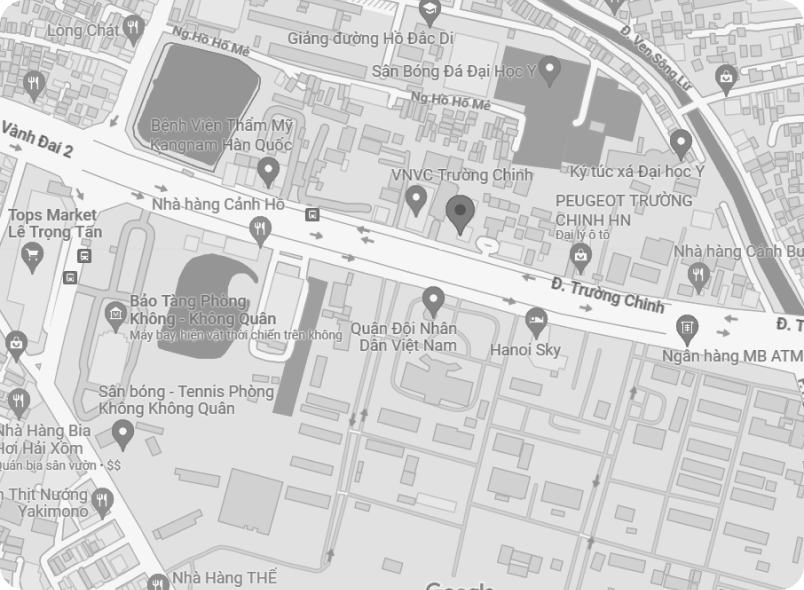 Long Chát
Ng.Hồ Hố Mẻ
Giảng đường Hồ Đắc Di
Đ. Ven Sông Lừ
Sân Bóng Đá Đại Học Y
Ng.Hồ Hố Mẻ
Vành Đai 2
Bệnh Viện Thẩm Mỹ
Kangnam Hàn Quốc
VNVC Trường Chinh
Ký túc xá Đại học Y
Nhà hàng Cảnh Hồ
PEUGEOT TRƯỜNG
CHINH HN
Đại lý ô tô
Tops Market
Lê Trọng Tấn
Nhà hàng Cánh Bu
Đ. Trường Chinh
Đ. T
Bảo Tàng Phòng
Không - Không Quân
Máy bay, hiện vật thời chiến trên không
Quân Đội Nhân
Dân Việt Nam
Hanoi Sky
Ngân hàng MB ATM
Sân bóng - Tennis Phòng
Không Không Quân
Nhà Hàng Bia
Hơi Hải Xồm
Quán bia sân vườn • $$
n Thịt Nướng
Yakimono
Nhà Hàng THẾ
Google